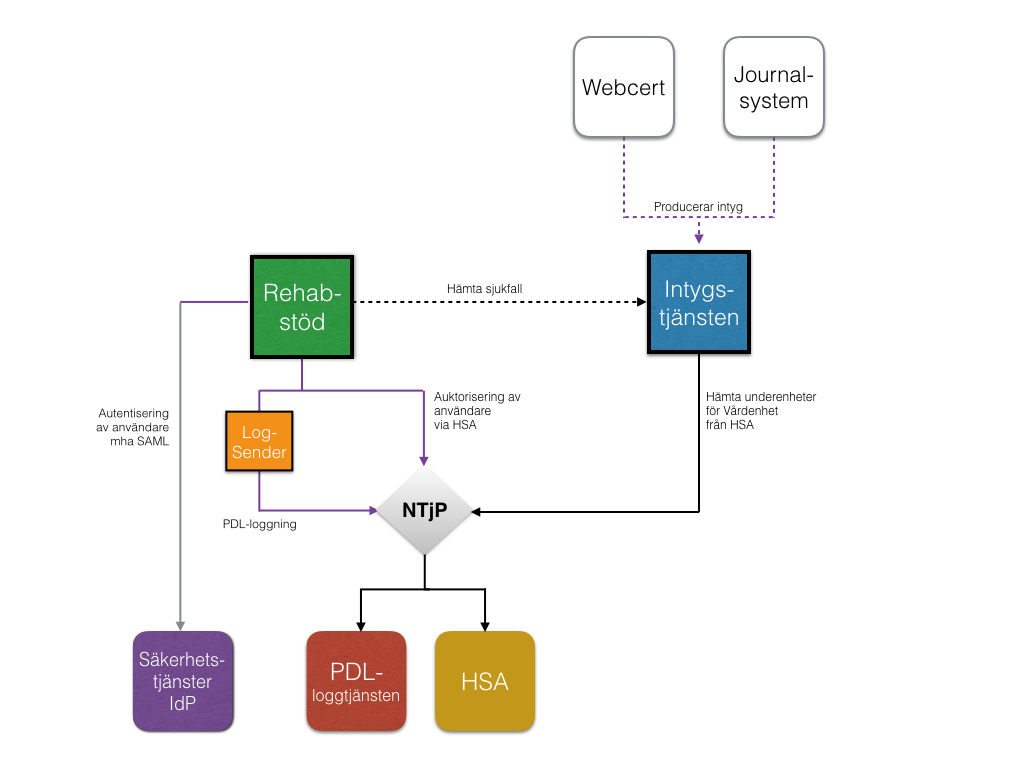 Webcert
Journal-
system
Producerar intyg
Rehab-
stöd
Hämta sjukfall
Intygs-
tjänsten
Autentisering
av användare
mha SAML
Log-
Sender
Auktorisering av
användare
via HSA
Hämta underenheter
för Vårdenhet
från HSA
NTjP
PDL-loggning
Säkerhets-
tjänster
IdP
PDL-
loggtjänsten
HSA